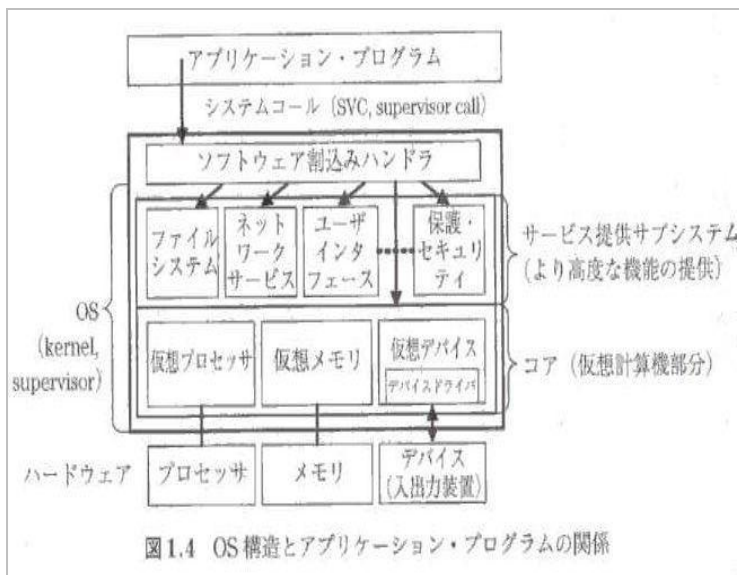 アプリケーション・プログラム
システムコール (SVC, supervisor call)
ソフトウェア割込みハンドラ
ファイル
システム
ネット
ワーク
サービス
ユーザ
インタ
フェース
保護・
セキュリ
ティ
サービス提供サブシステム
(より高度な機能の提供)
OS
(kernel,
supervisor)
仮想プロセッサ
仮想メモリ
仮想デバイス
デバイスドライバ
コア (仮想計算機部分)
ハードウェア
プロセッサ
メモリ
デバイス
(入出力装置)
図1.4 OS構造とアプリケーション・プログラムの関係